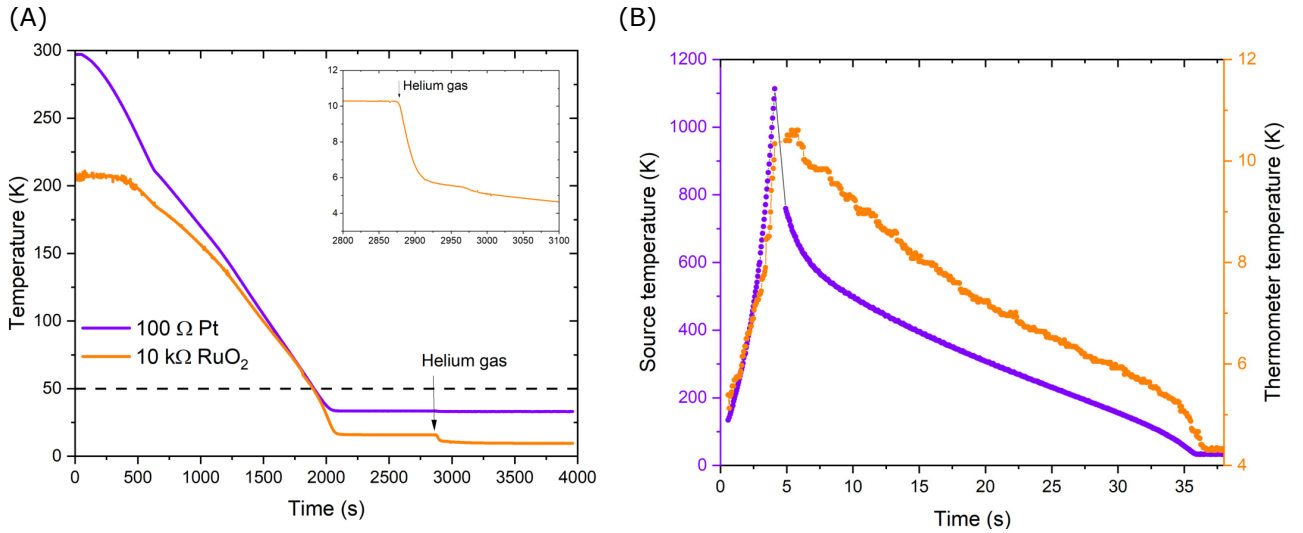 (A)
300
250
200
150
100
50
0
Temperature (K)
0 500 1000 1500 2000 2500 3000 3500 4000
Time (s)
100 Ω Pt
10 kΩ RuO₂
Helium gas
12
10
8
6
4
2800 2850 2900 2950 3000 3050 3100
Helium gas
(B)
1200
1000
800
600
400
200
0
Source temperature (K)
0 5 10 15 20 25 30 35
Time (s)
12
10
8
6
4
Thermometer temperature (K)